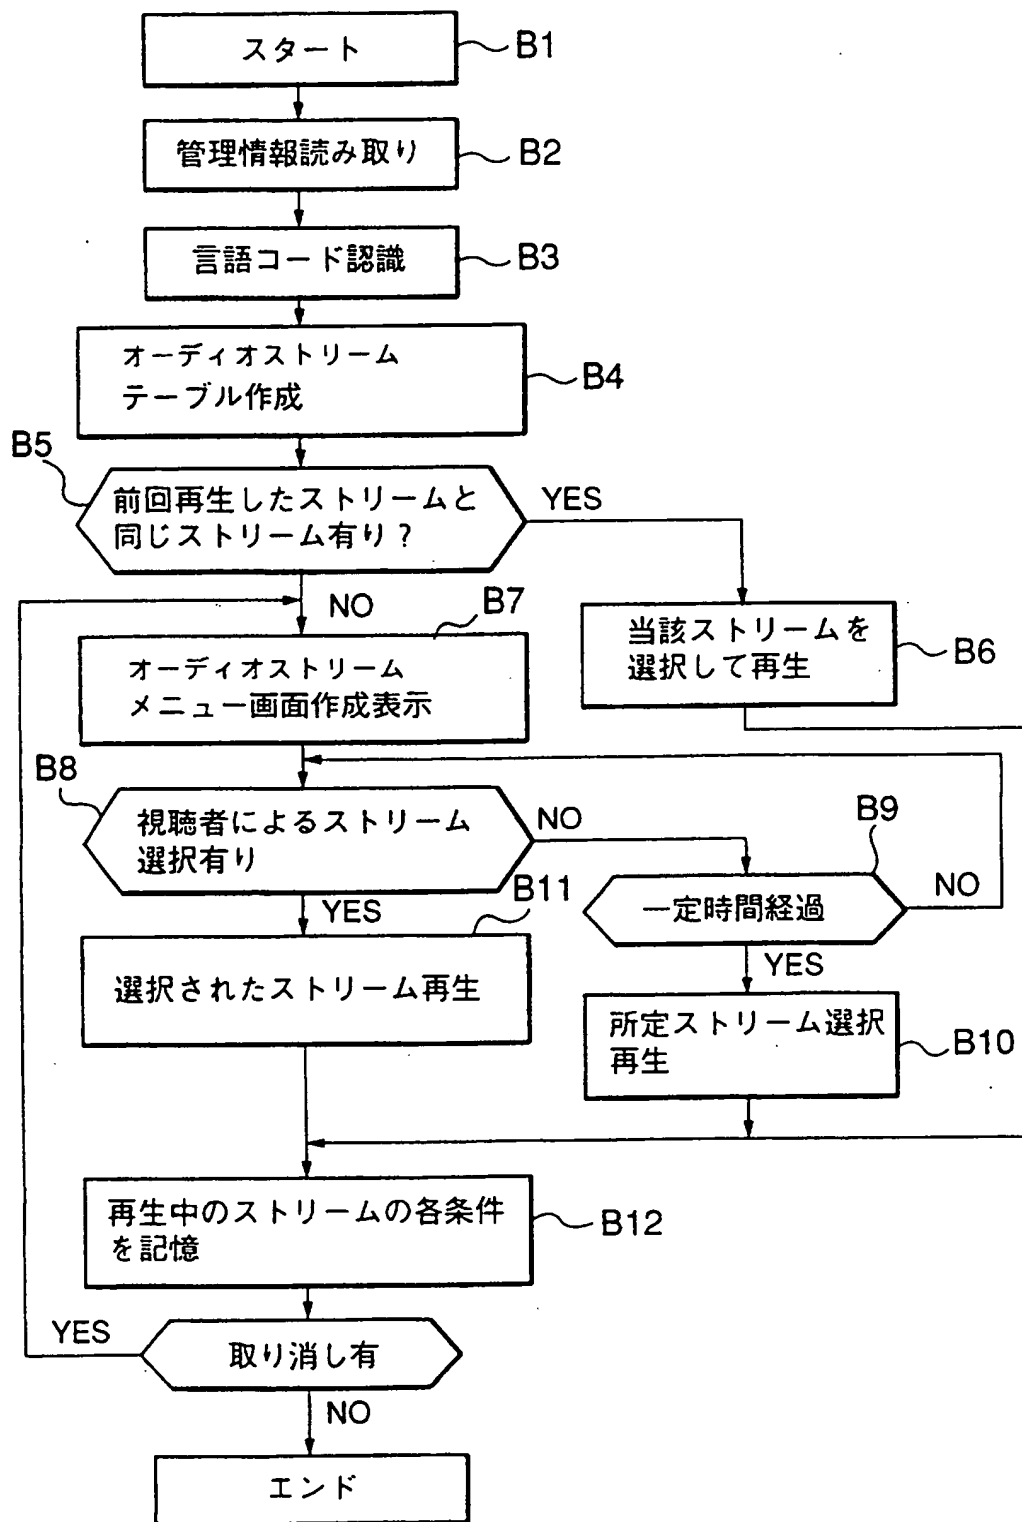 スタート
B1
管理情報読み取り
B2
言語コード認識
B3
オーディオストリーム
テーブル作成
B4
B5
前回再生したストリームと
同じストリーム有り?
YES
NO
当該ストリームを
選択して再生
B6
B7
オーディオストリーム
メニュー画面作成表示
B8
視聴者によるストリーム
選択有り
NO
YES
B9
一定時間経過
NO
YES
B11
選択されたストリーム再生
所定ストリーム選択
再生
B10
再生中のストリームの各条件
を記憶
B12
取り消し有
YES
NO
エンド